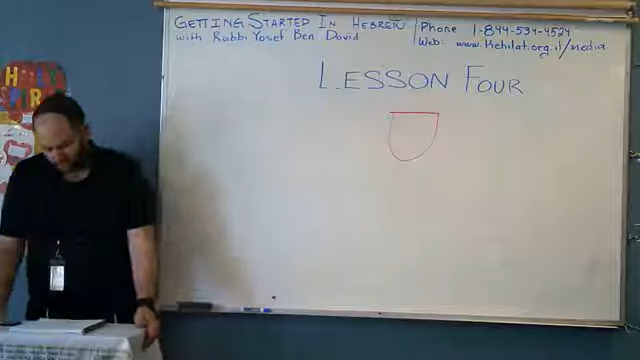 Getting Started In Hebrew
with Rabbi Yosef Ben David
Phone 1-844-534-4524
Web: www.Kehilat.org.il/media
Lesson Four